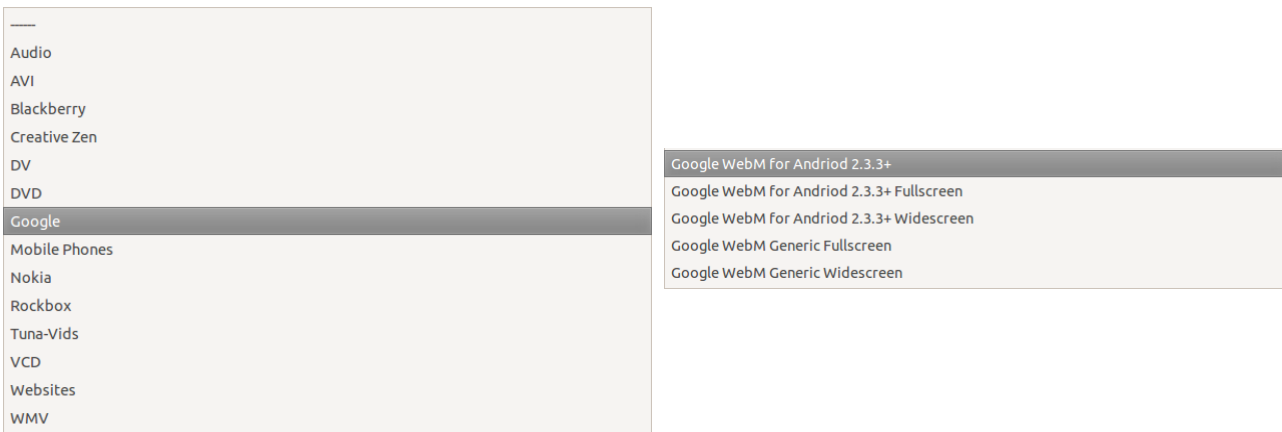 ------
Audio
AVI
Blackberry
Creative Zen
DV
DVD
Google
Mobile Phones
Nokia
Rockbox
Tuna-Vids
VCD
Websites
WMV
Google WebM for Andriod 2.3.3+
Google WebM for Andriod 2.3.3+ Fullscreen
Google WebM for Andriod 2.3.3+ Widescreen
Google WebM Generic Fullscreen
Google WebM Generic Widescreen